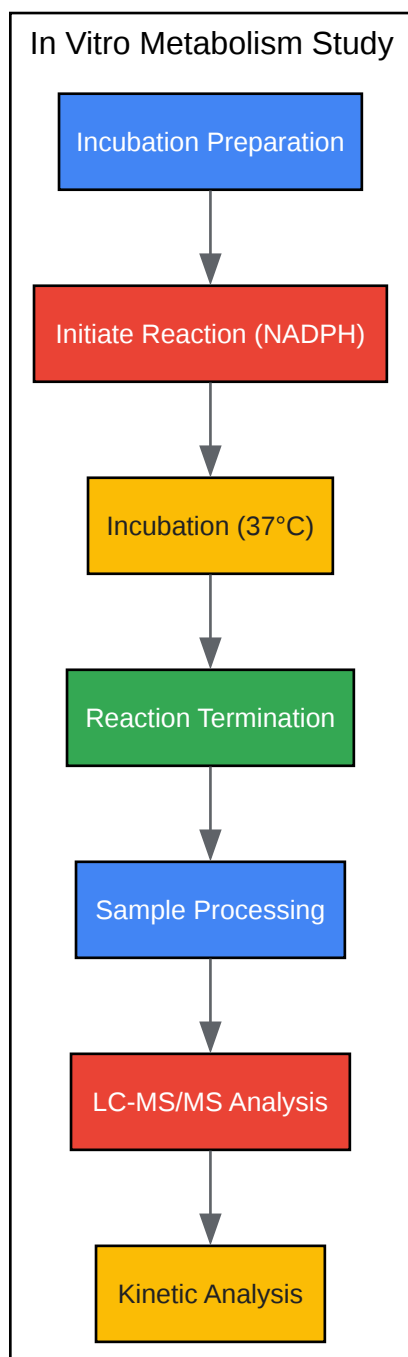 In Vitro Metabolism Study
Incubation Preparation
Initiate Reaction (NADPH)
Incubation (37°C)
Reaction Termination
Sample Processing
LC-MS/MS Analysis
Kinetic Analysis